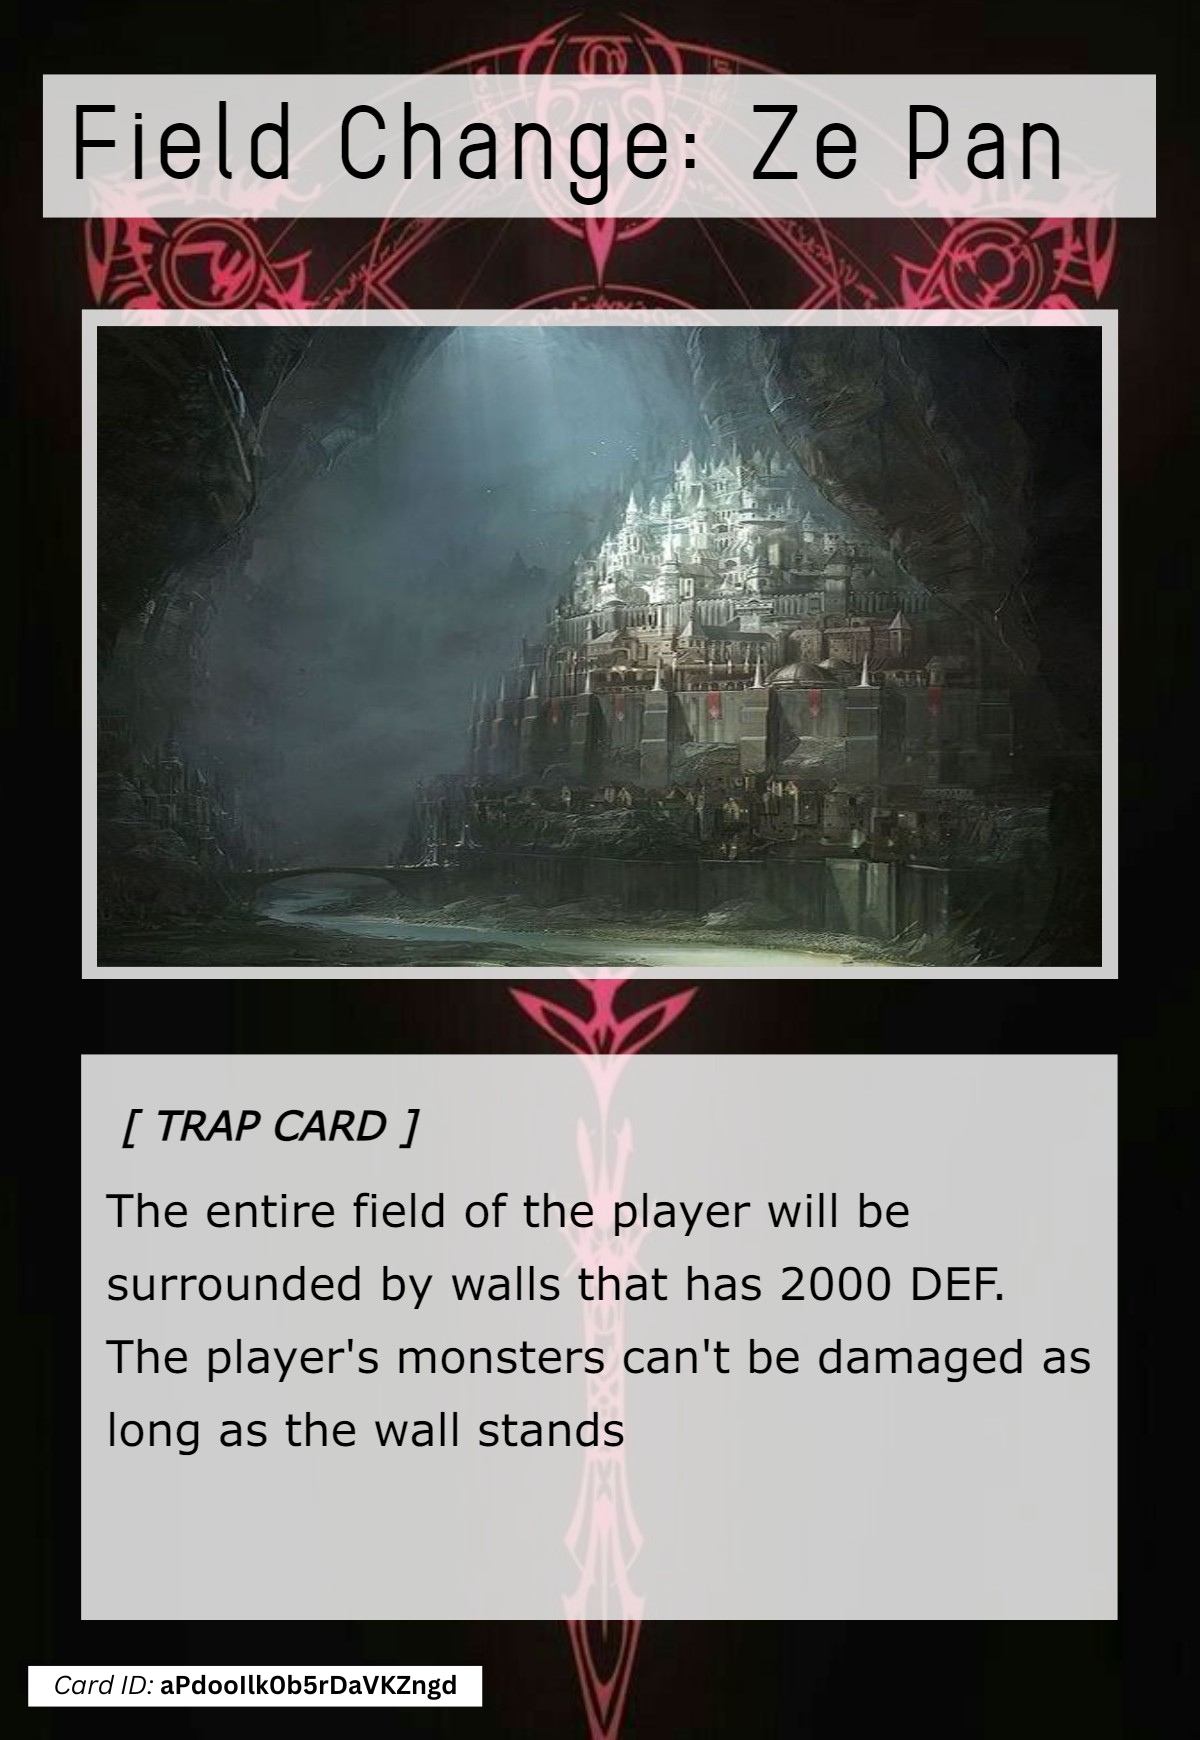 Field Change: Ze Pan
[ TRAP CARD ]
The entire field of the player will be
surrounded by walls that has 2000 DEF.
The player's monsters can't be damaged as
long as the wall stands
Card ID: aPdooIlk0b5rDaVKZngd